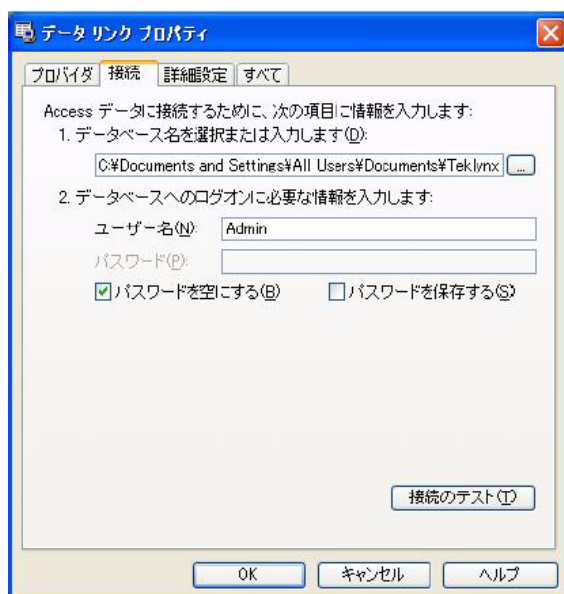 データ リンク プロパティ
プロバイダ 接続 詳細設定 すべて
Access データに接続するために、次の項目に情報を入力します:
1. データベース名を選択または入力します(D):
C:¥Documents and Settings¥All Users¥Documents¥Teklynx ...
2. データベースへのログオンに必要な情報を入力します:
ユーザー名(N): Admin
パスワード(P):
パスワードを空にする(B) パスワードを保存する(S)
接続のテスト(T)
OK キャンセル ヘルプ